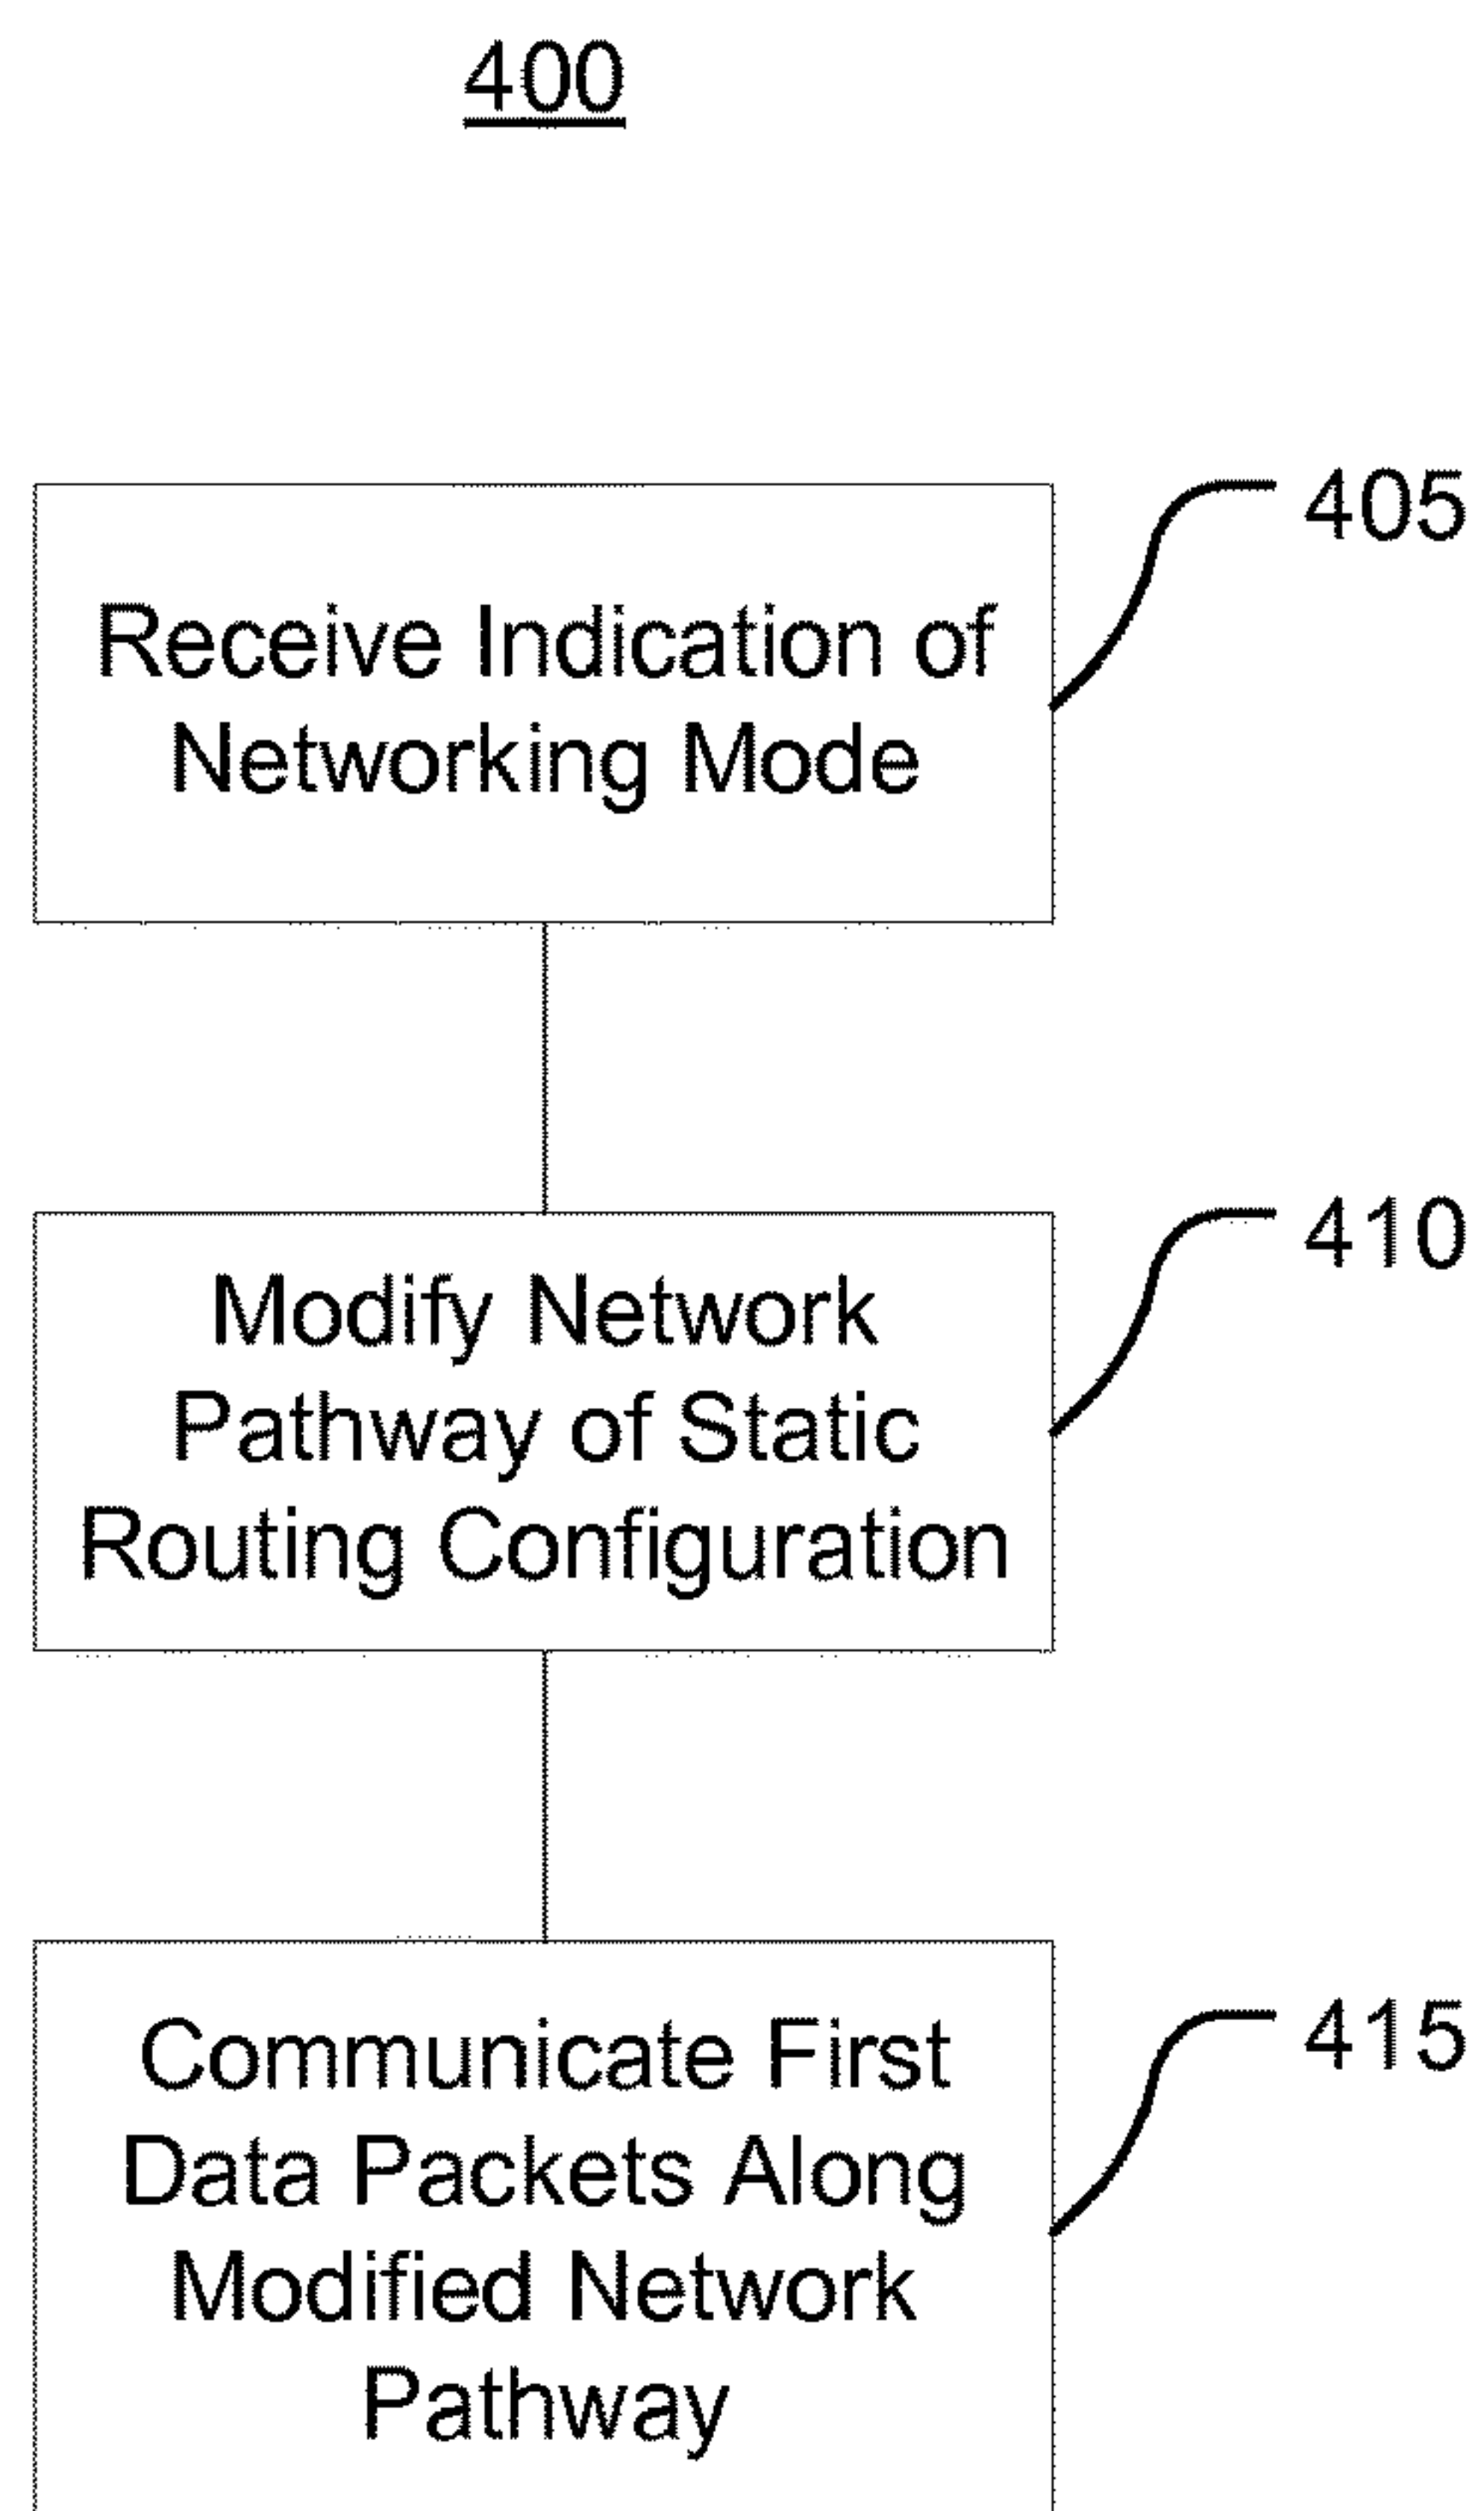 400
405
Receive Indication of
Networking Mode
410
Modify Network
Pathway of Static
Routing Configuration
415
Communicate First
Data Packets Along
Modified Network
Pathway